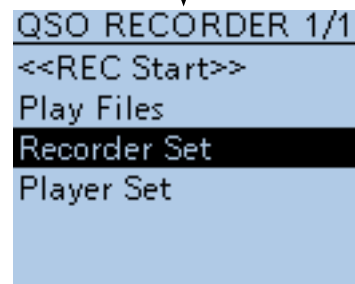 QSO RECORDER 1/1
<<REC Start>>
Play Files
Recorder Set
Player Set